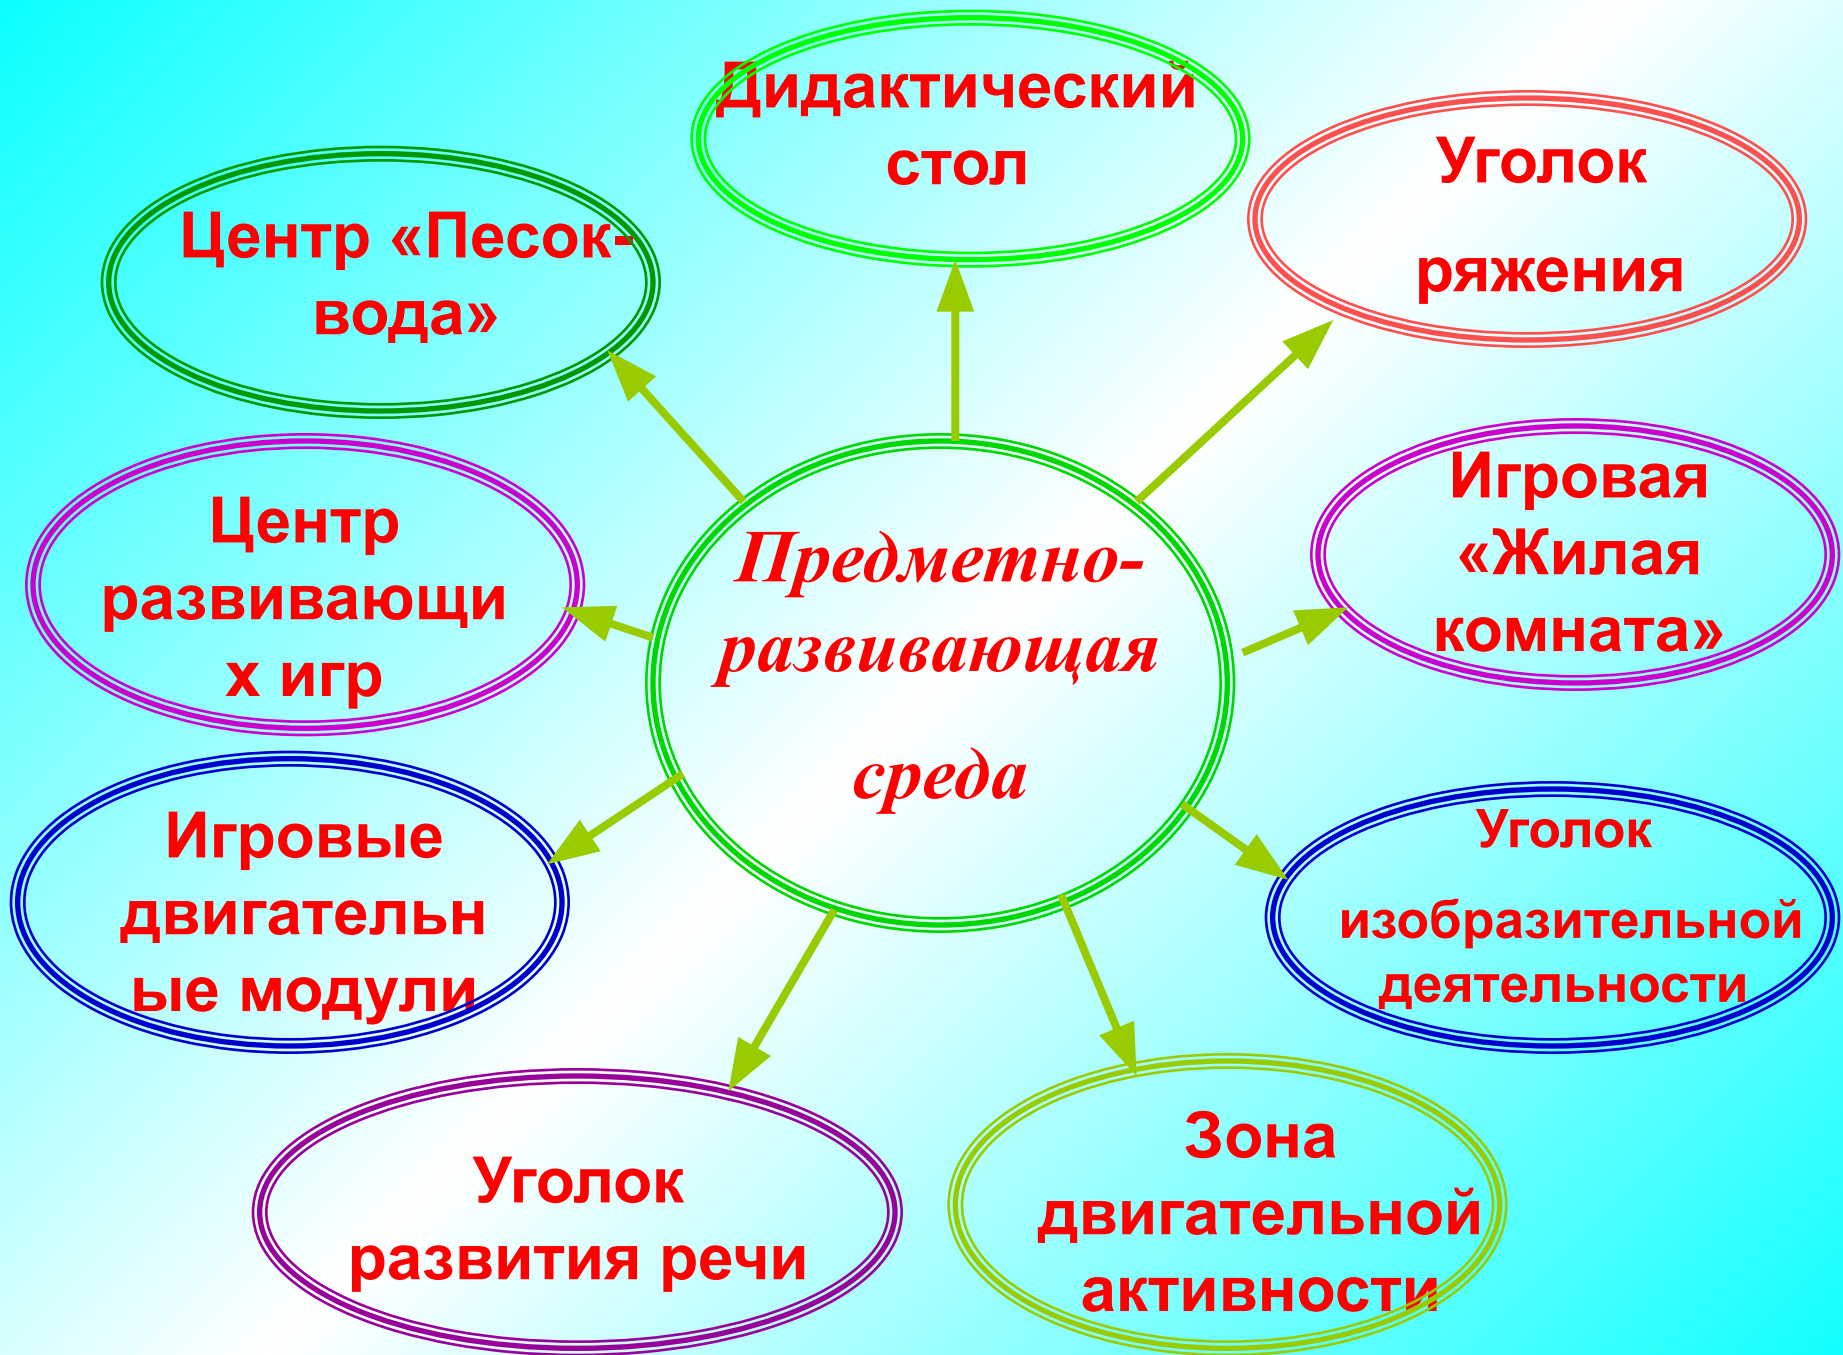 Дидактический
стол
Уголок
ряжения
Центр «Песок-
вода»
Игровая
«Жилая
комната»
Центр
развивающи
х игр
Предметно-
развивающая
среда
Игровые
двигательн
ые модули
Уголок
изобразительной
деятельности
Уголок
развития речи
Зона
двигательной
активности